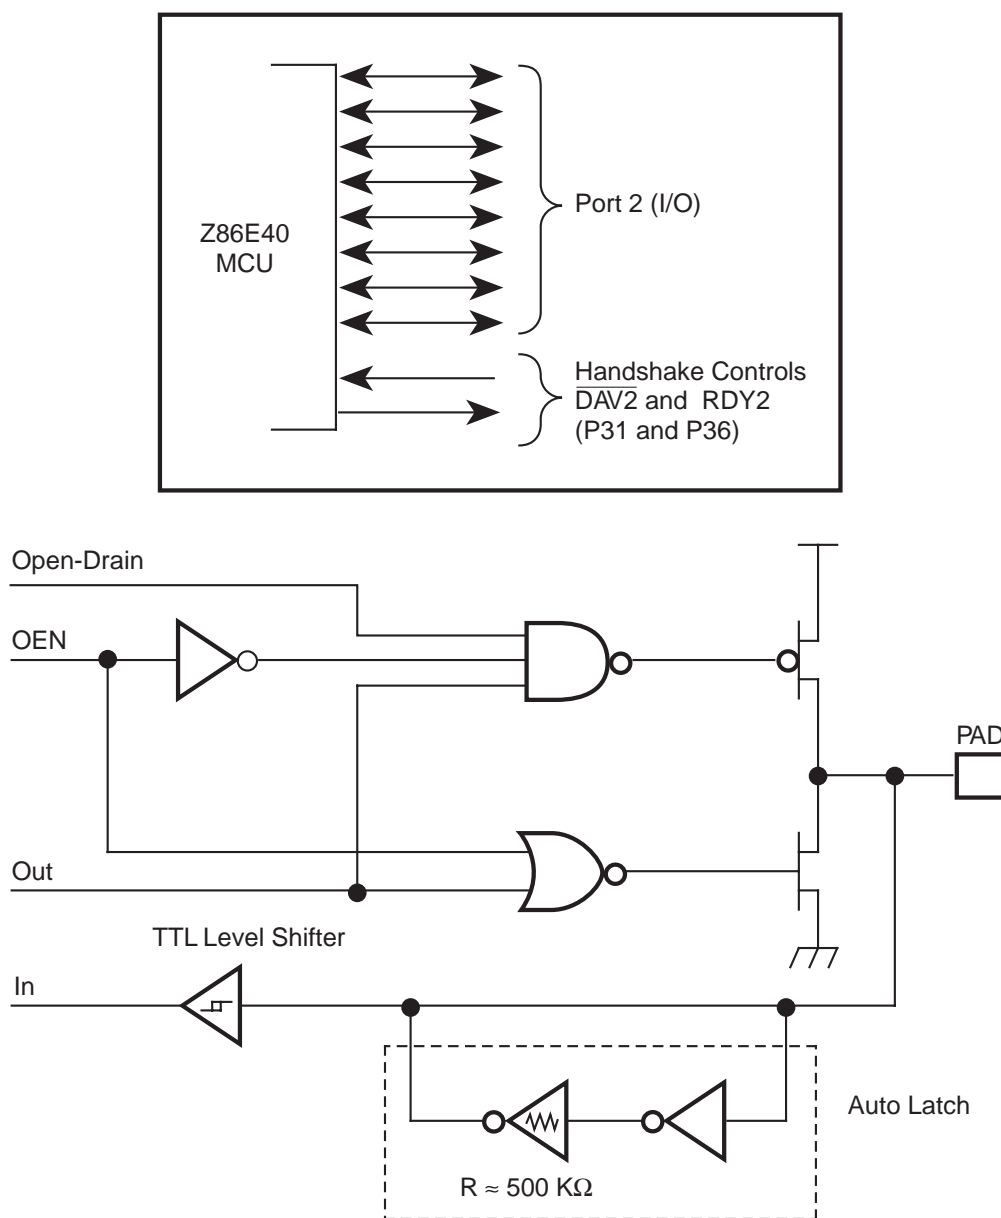 Z86E40
MCU
Port 2 (I/O)
Handshake Controls
DAV2 and RDY2
(P31 and P36)
Open-Drain
OEN
PAD
Out
TTL Level Shifter
In
Auto Latch
R ≈ 500 KΩ